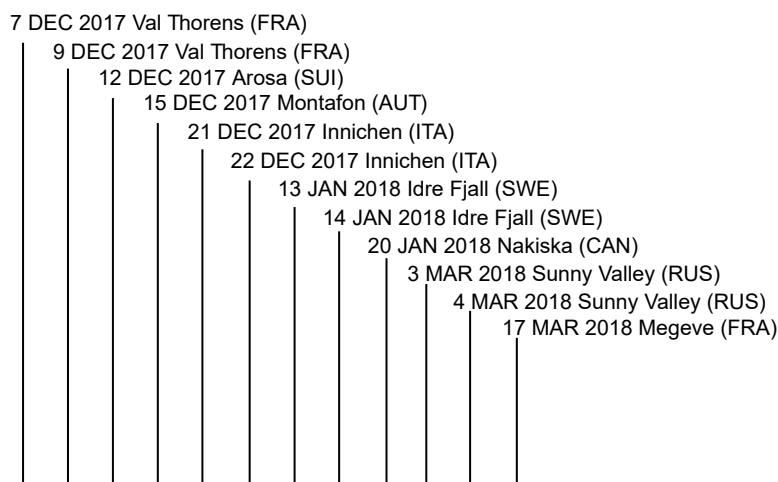 7 DEC 2017 Val Thorens (FRA)
9 DEC 2017 Val Thorens (FRA)
12 DEC 2017 Arosa (SUI)
15 DEC 2017 Montafon (AUT)
21 DEC 2017 Innichen (ITA)
22 DEC 2017 Innichen (ITA)
13 JAN 2018 Idre Fjall (SWE)
14 JAN 2018 Idre Fjall (SWE)
20 JAN 2018 Nakiska (CAN)
3 MAR 2018 Sunny Valley (RUS)
4 MAR 2018 Sunny Valley (RUS)
17 MAR 2018 Megeve (FRA)